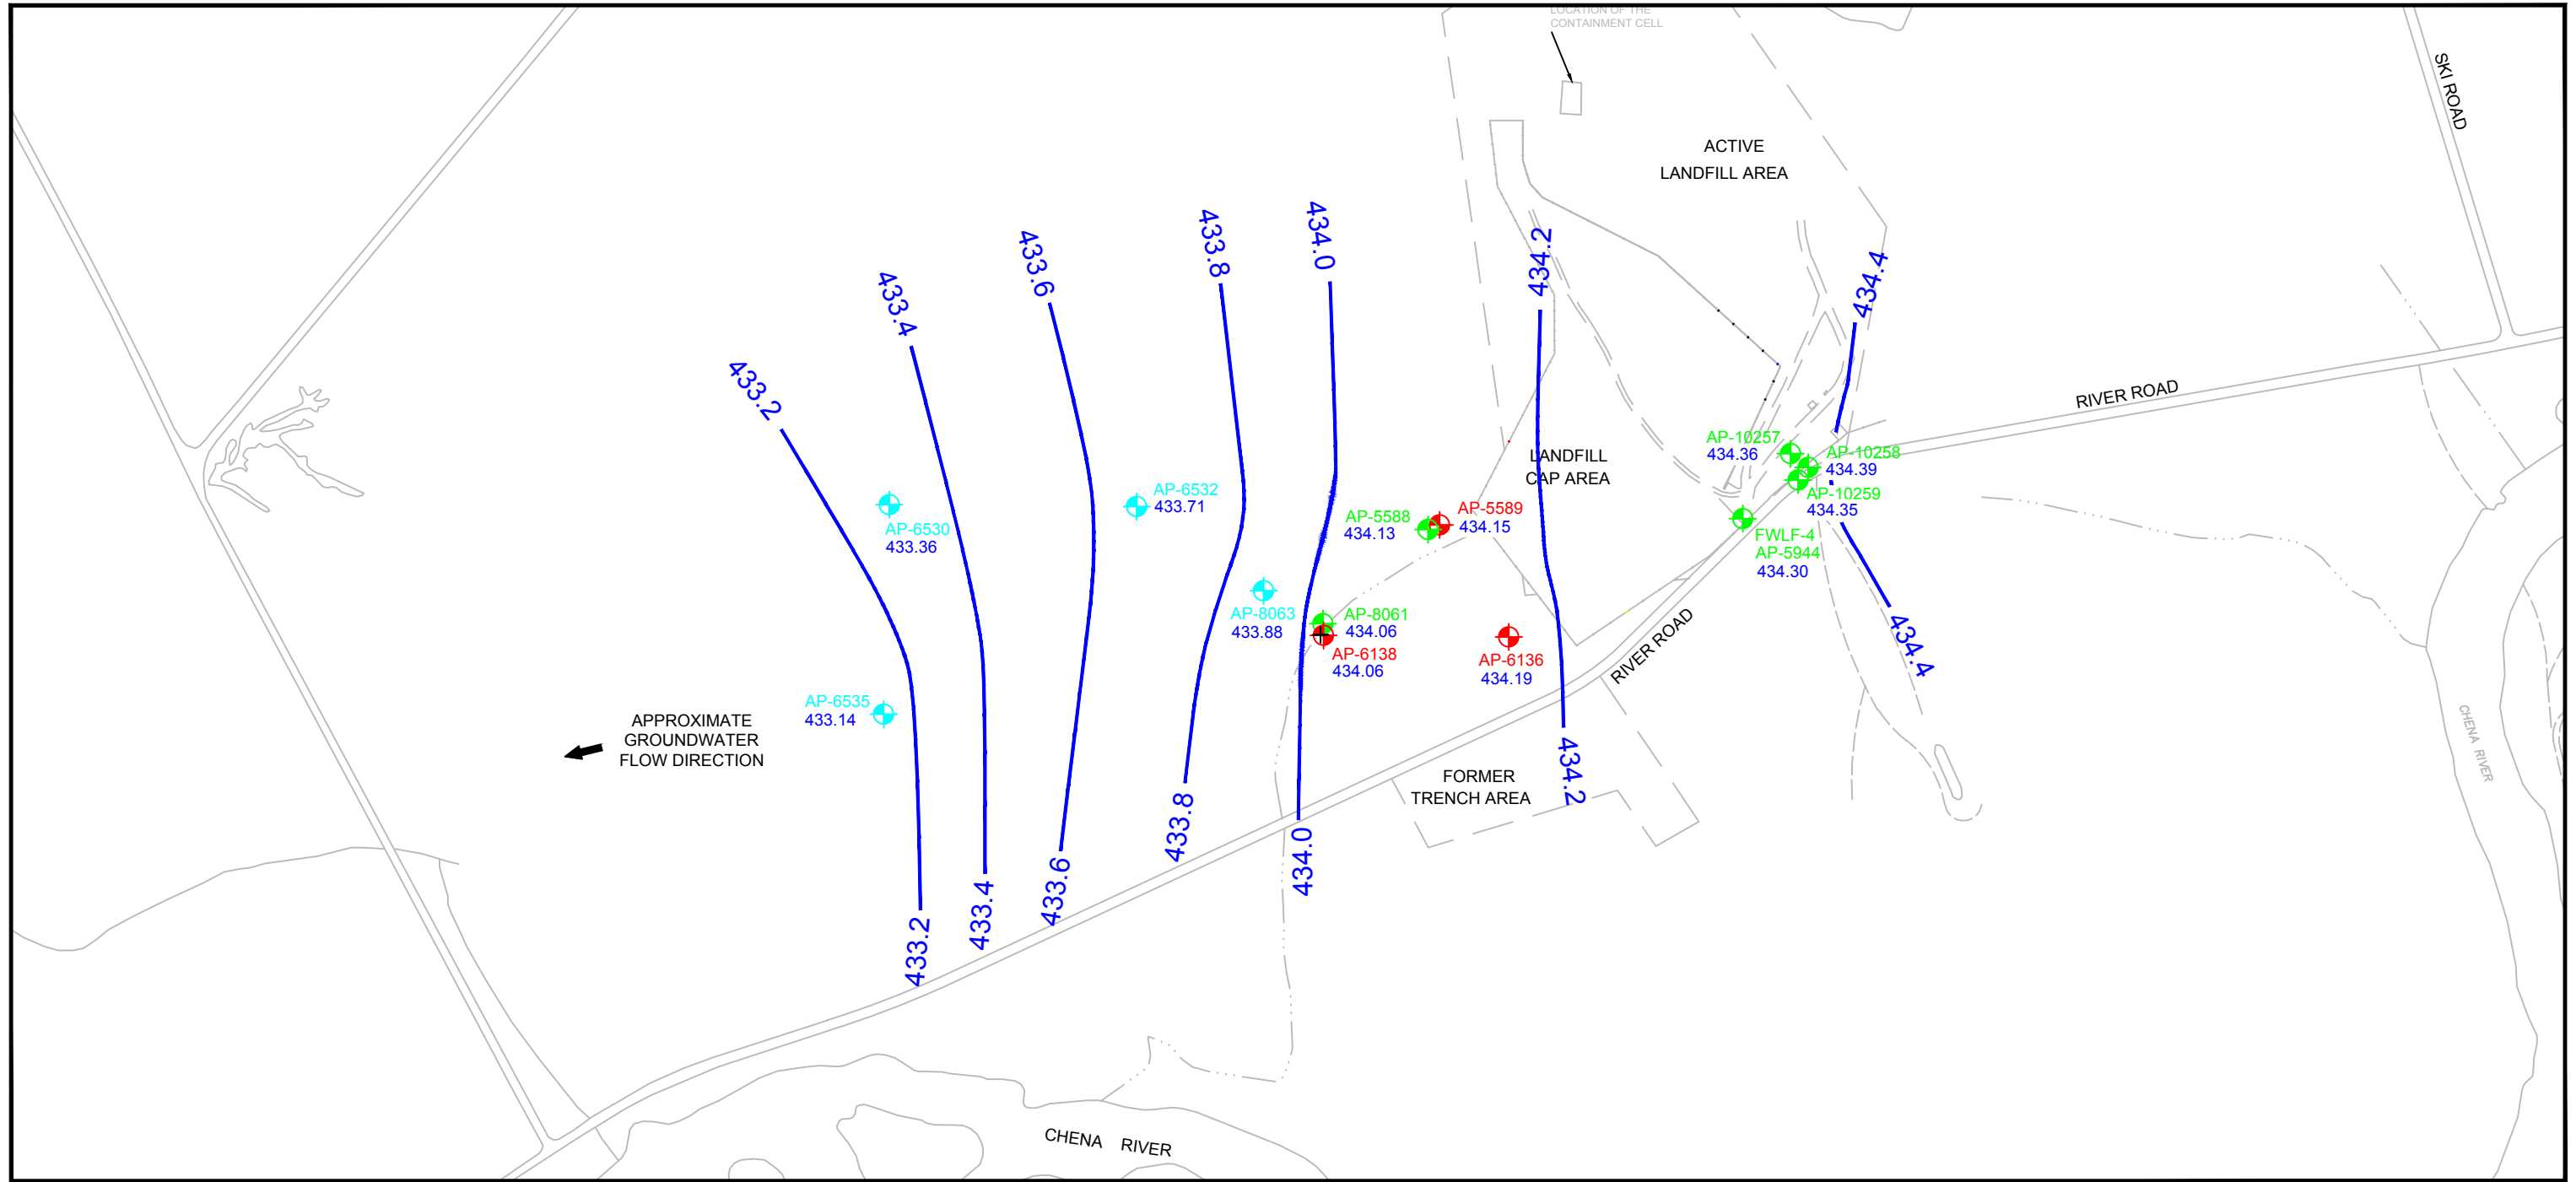 LOCATION OF THE
CONTAINMENT CELL
SKI ROAD
ACTIVE
LANDFILL AREA
433.8
434.0
434.2
433.6
434.4
433.4
433.2
RIVER ROAD
AP-10257
434.36
AP-10258
434.39
LANDFILL
CAP AREA
AP-10259
434.35
AP-6532
433.71
AP-6530
433.36
AP-5588
434.13
AP-5589
434.15
FWLF-4
AP-5944
434.30
AP-8063
433.88
AP-8061
434.06
AP-6138
434.06
AP-6136
434.19
RIVER ROAD
434.4
AP-6535
433.14
APPROXIMATE
GROUNDWATER
FLOW DIRECTION
CHENA RIVER
FORMER
TRENCH AREA
434.2
433.8
434.0
433.6
433.4
433.2
CHENA RIVER